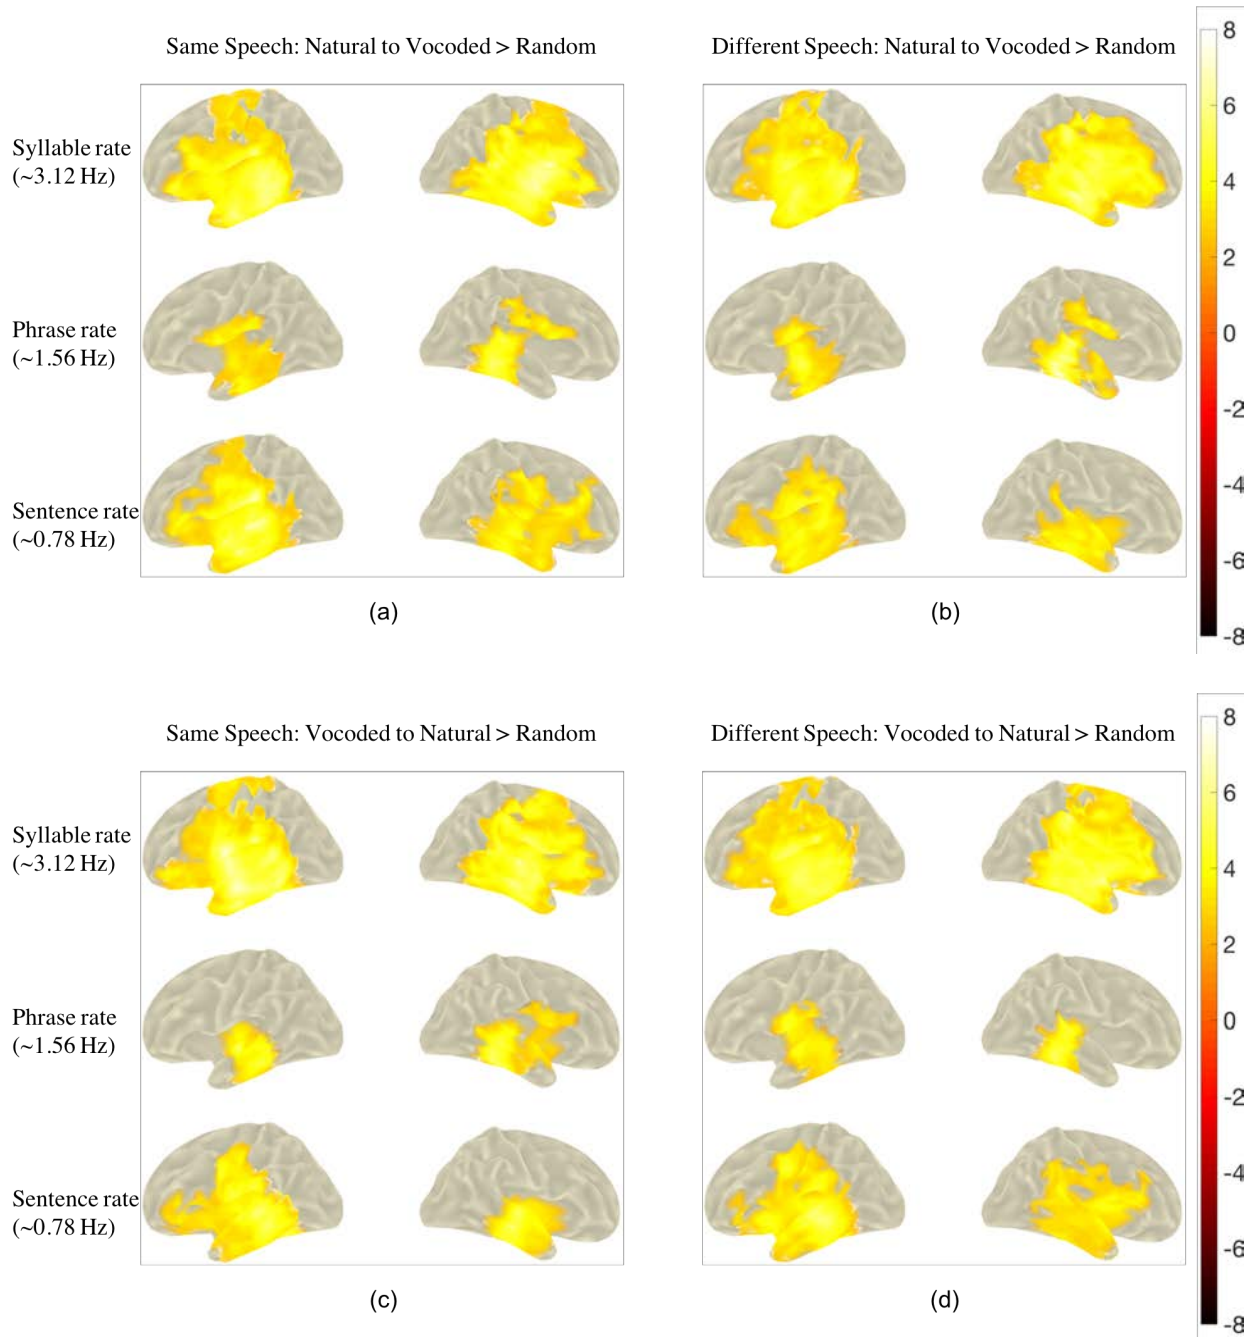 Same Speech: Natural to Vocoded > Random
Different Speech: Natural to Vocoded > Random
8
6
4
2
0
-2
-4
-6
-8
Syllable rate
(~3.12 Hz)
Phrase rate
(~1.56 Hz)
Sentence rate
(~0.78 Hz)
(a)
(b)
Same Speech: Vocoded to Natural > Random
Different Speech: Vocoded to Natural > Random
8
6
4
2
0
-2
-4
-6
-8
Syllable rate
(~3.12 Hz)
Phrase rate
(~1.56 Hz)
Sentence rate
(~0.78 Hz)
(c)
(d)